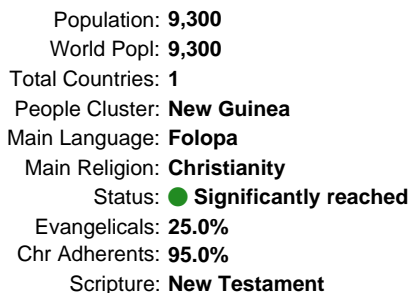 Population: 9,300
World Popl: 9,300
Total Countries: 1
People Cluster: New Guinea
Main Language: Folopa
Main Religion: Christianity
Status: Significantly reached
Evangelicals: 25.0%
Chr Adherents: 95.0%
Scripture: New Testament